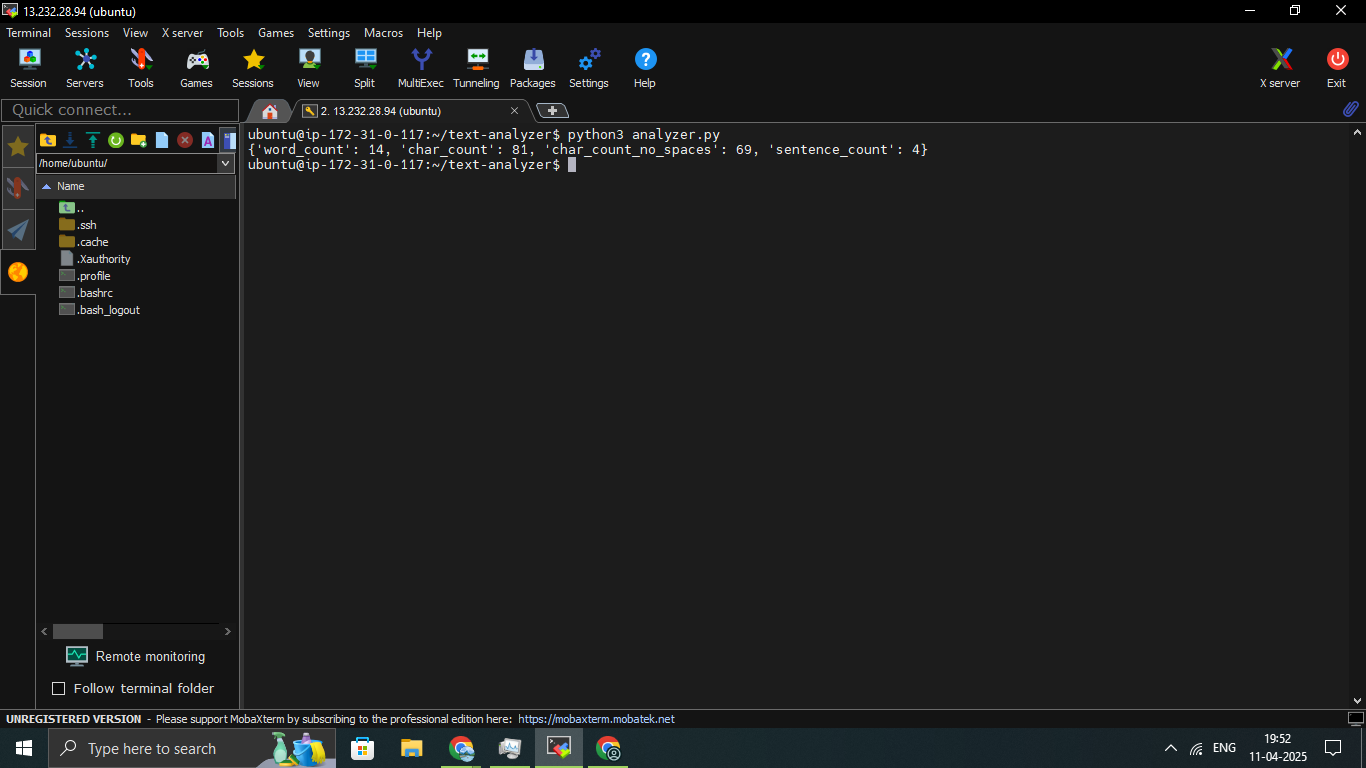 13.232.28.94 (ubuntu)
Terminal Sessions View X server Tools Games Settings Macros Help
Session Servers Tools Games Sessions View Split MultiExec Tunneling Packages Settings Help X server Exit
Quick connect...
2. 13.232.28.94 (ubuntu)
/home/ubuntu/
Name
..
.ssh
.cache
.Xauthority
.profile
.bashrc
.bash_logout
Remote monitoring
Follow terminal folder
ubuntu@ip-172-31-0-117:~/text-analyzer$ python3 analyzer.py
{'word_count': 14, 'char_count': 81, 'char_count_no_spaces': 69, 'sentence_count': 4}
ubuntu@ip-172-31-0-117:~/text-analyzer$
UNREGISTERED VERSION - Please support MobaXterm by subscribing to the professional edition here: https://mobaxterm.mobatek.net
Type here to search
ENG
19:52
11-04-2025